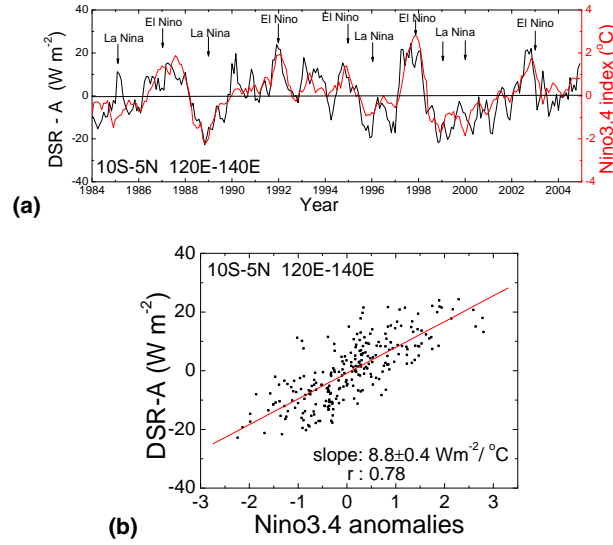 El Nino El Nino El Nino El Nino El Nino
La Nina La Nina La Nina La Nina
DSR - A (W m-2)
40
20
0
-20
-40
4
2
0
-2
-4
Nino3.4 index (°C)
10S-5N 120E-140E
1984 1986 1988 1990 1992 1994 1996 1998 2000 2002 2004
Year
(a)
10S-5N 120E-140E
DSR-A (W m-2)
40
20
0
-20
-40
slope: 8.8±0.4 Wm-2/ °C
r : 0.78
-3 -2 -1 0 1 2 3
Nino3.4 anomalies
(b)